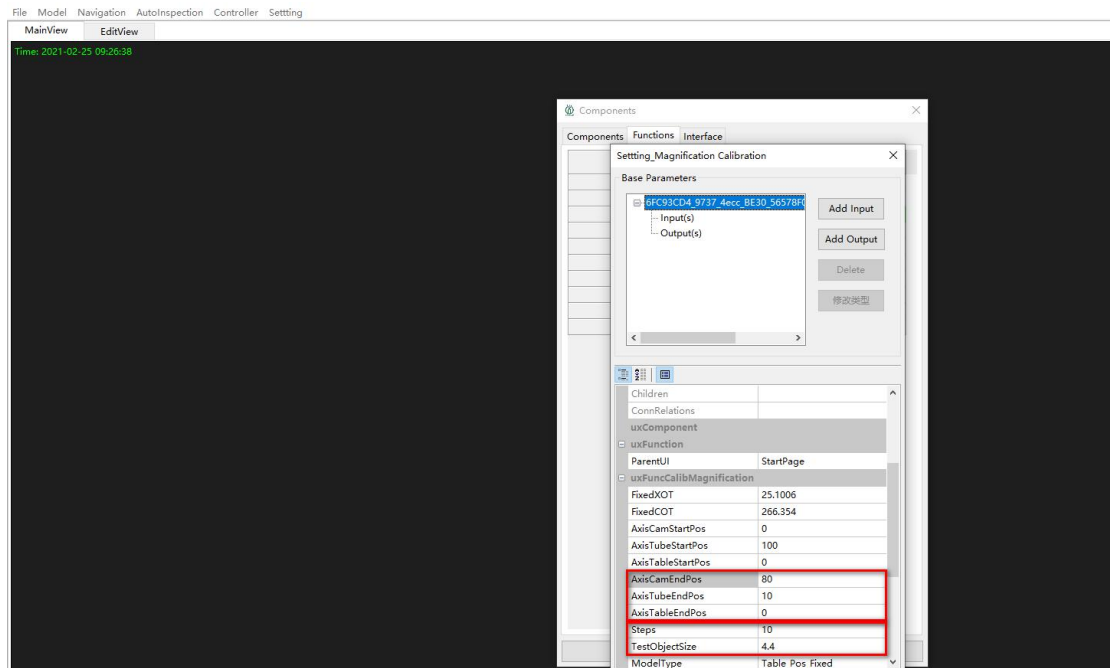 File Model Navigation AutoInspection Controller Settting
MainView EditView
Time: 2021-02-25 09:26:38
Components
Components Functions Interface
Settting_Magnification Calibration
Base Parameters
6FC93CD4_9737_4ecc_BE30_56578F
Input(s)
Output(s)
Add Input
Add Output
Delete
修改类型
Children
ConnRelations
uxComponent
uxFunction
ParentUI StartPage
uxFuncCalibMagnification
FixedXOT 25.1006
FixedCOT 266.354
AxisCamStartPos 0
AxisTubeStartPos 100
AxisTableStartPos 0
AxisCamEndPos 80
AxisTubeEndPos 10
AxisTableEndPos 0
Steps 10
TestObjectSize 4.4
ModelType Table Pos Fixed